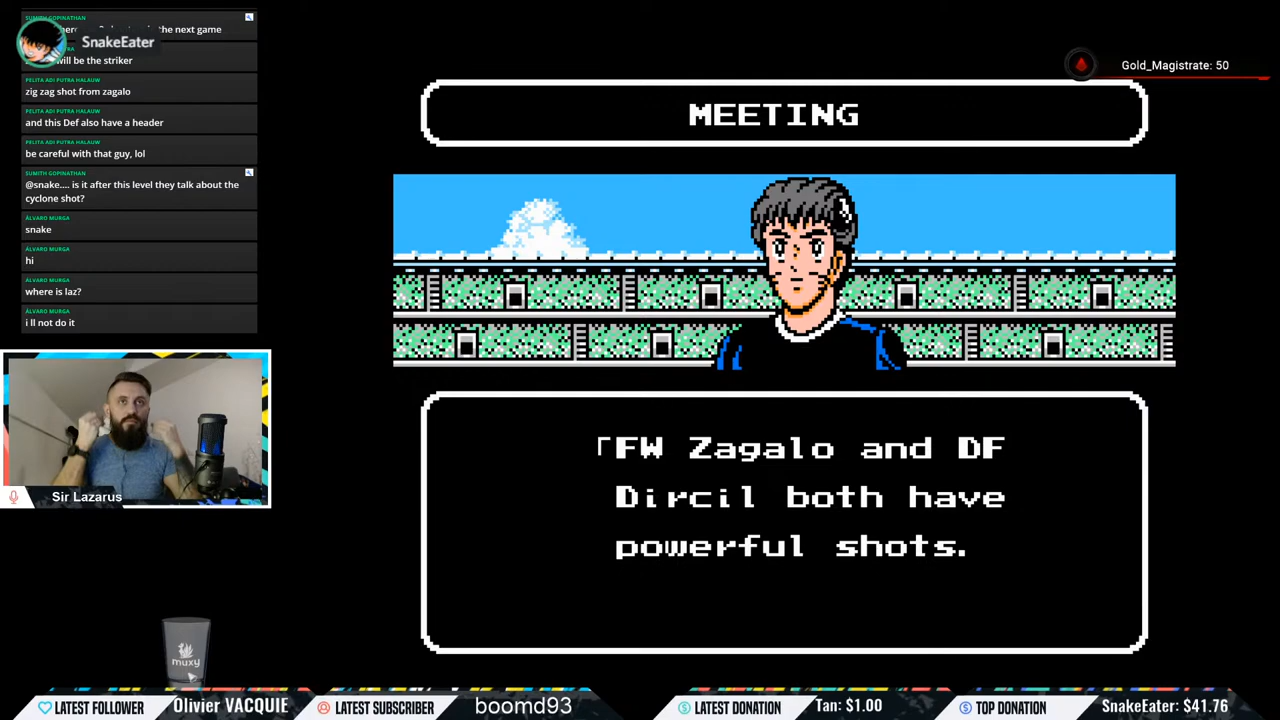 SUMITH GOPINATHAN
the next game
SnakeEater
will be the striker
PELITA ADI PUTRA HALAUW
zig zag shot from zagalo
PELITA ADI PUTRA HALAUW
and this Def also have a header
PELITA ADI PUTRA HALAUW
be careful with that guy, lol
SUMITH GOPINATHAN
@snake.... is it after this level they talk about the
cyclone shot?
ÁLVARO MURGA
snake
ÁLVARO MURGA
hi
ÁLVARO MURGA
where is laz?
ÁLVARO MURGA
i ll not do it
Sir Lazarus
muxy
Gold_Magistrate: 50
MEETING
「FW Zagalo and DF
Dircil both have
powerful shots.
LATEST FOLLOWER
Olivier VACQUIE
LATEST SUBSCRIBER
boomd93
LATEST DONATION
Tan: $1.00
TOP DONATION
SnakeEater: $41.76